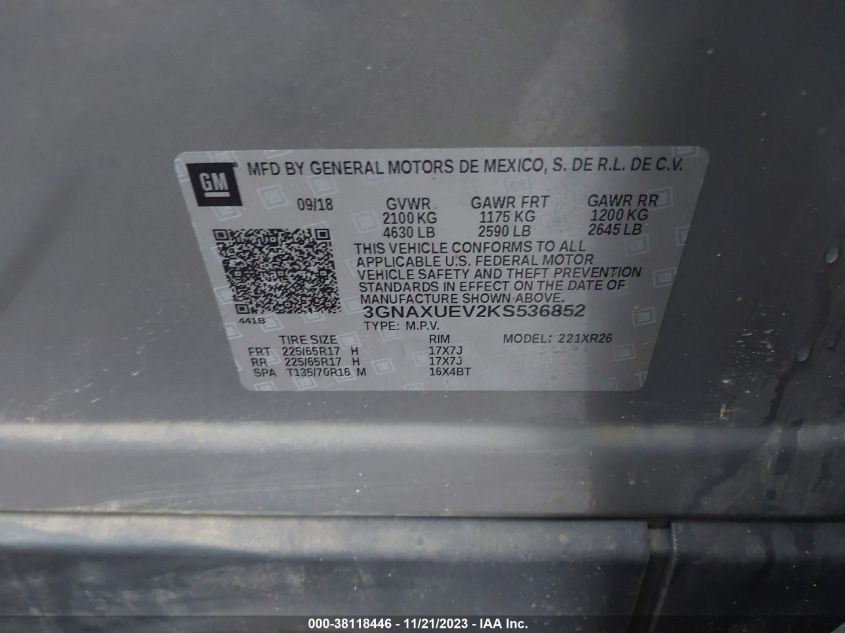 GM
MFD BY GENERAL MOTORS DE MEXICO, S. DE R.L. DE C.V.
09/18 GVWR GAWR FRT GAWR RR
2100 KG 1175 KG 1200 KG
4630 LB 2590 LB 2645 LB
THIS VEHICLE CONFORMS TO ALL
APPLICABLE U.S. FEDERAL MOTOR
VEHICLE SAFETY AND THEFT PREVENTION
STANDARDS IN EFFECT ON THE DATE OF
MANUFACTURE SHOWN ABOVE.
441B 3GNAXUEV2KS536852
TYPE: M.P.V.
TIRE SIZE RIM MODEL: 221XR26
FRT 225/65R17 H 17X7J
RR 225/65R17 H 17X7J
SPA T135/70R16 M 16X4BT
000-38118446 - 11/21/2023 - IAA Inc.